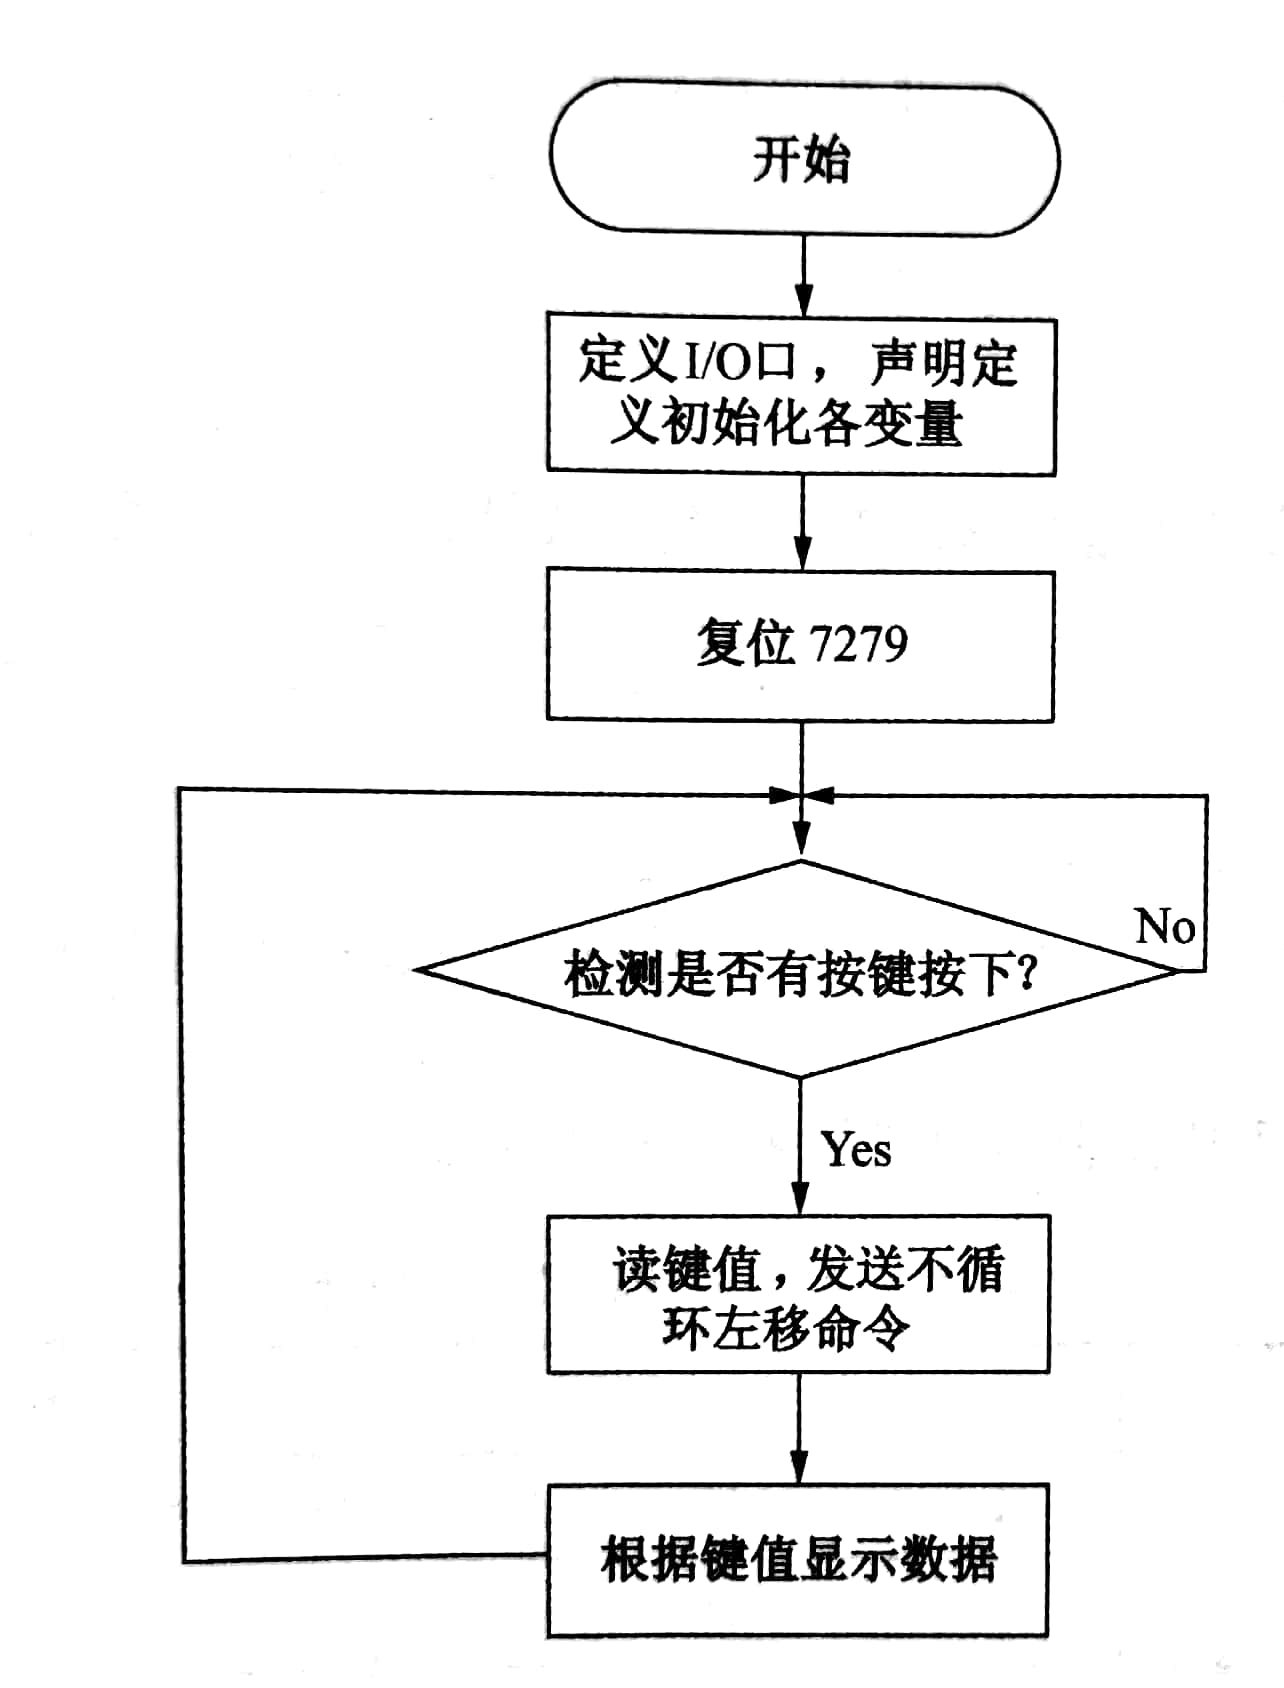 开始
定义I/O口，声明定
义初始化各变量
复位 7279
No
检测是否有按键按下?
Yes
读键值，发送不循
环左移命令
根据键值显示数据